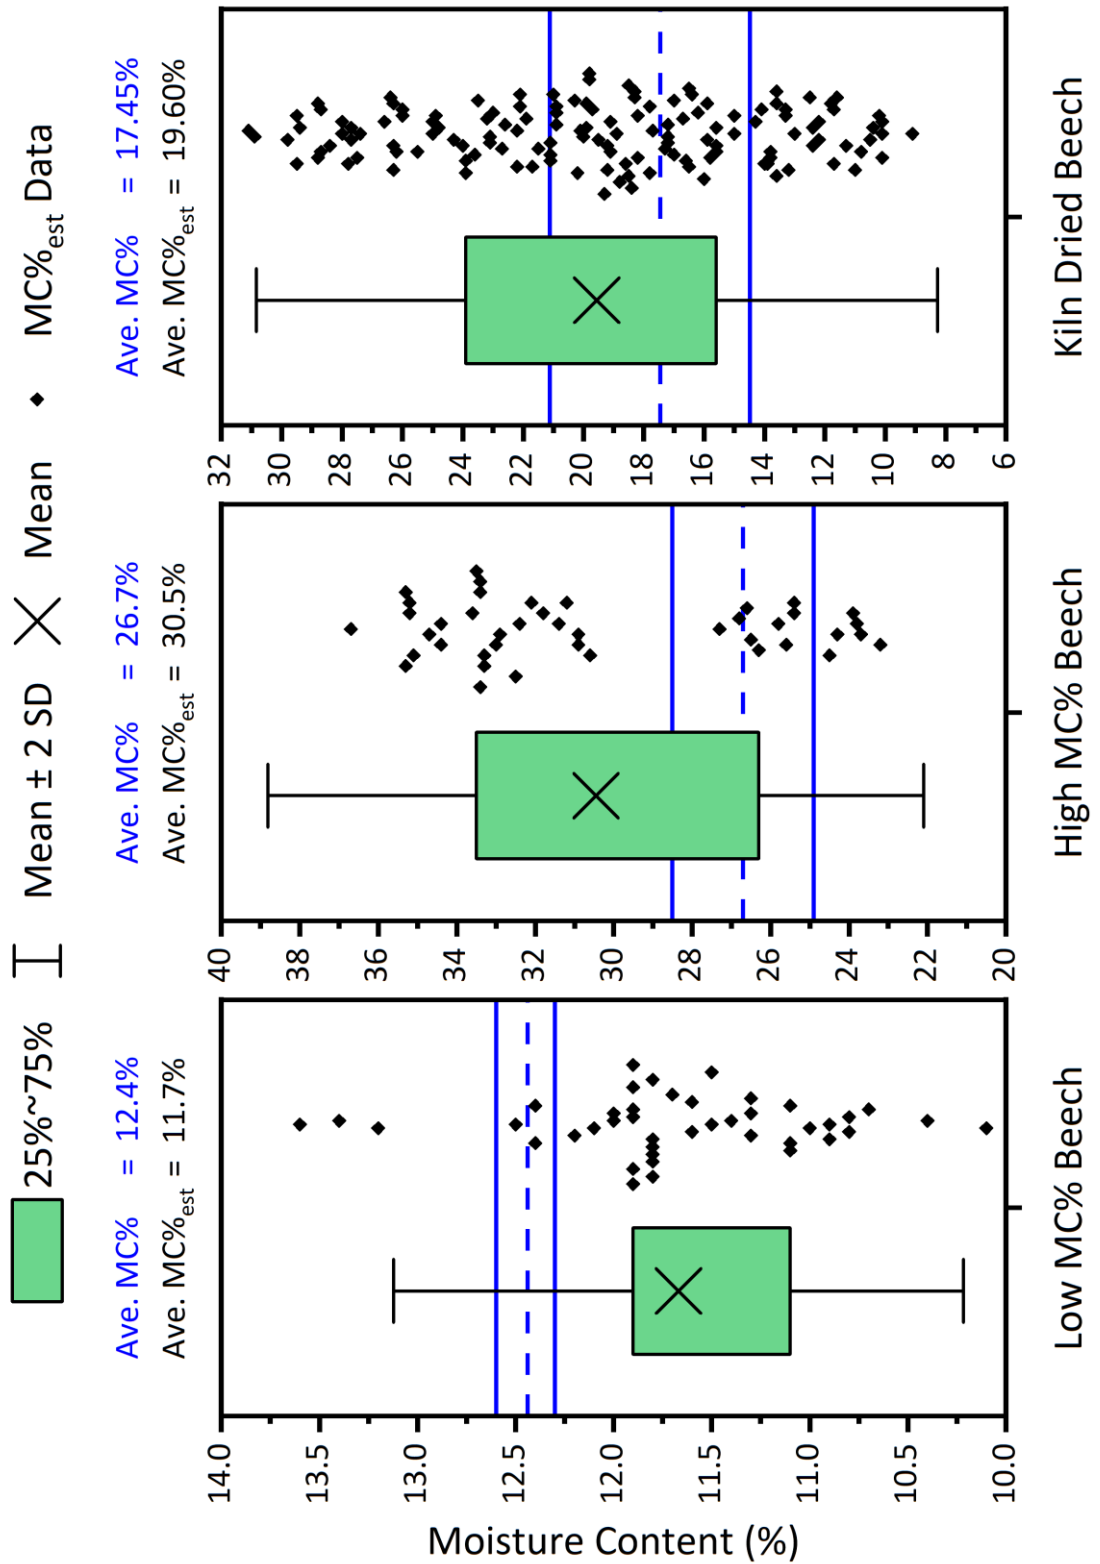 25%~75%
Mean ± 2 SD
Mean
MC%est Data
Ave. MC% = 12.4%
Ave. MC%est = 11.7%
Ave. MC% = 26.7%
Ave. MC%est = 30.5%
Ave. MC% = 17.45%
Ave. MC%est = 19.60%
Moisture Content (%)
14.0
13.5
13.0
12.5
12.0
11.5
11.0
10.5
10.0
Low MC% Beech
40
38
36
34
32
30
28
26
24
22
20
High MC% Beech
32
30
28
26
24
22
20
18
16
14
12
10
8
6
Kiln Dried Beech